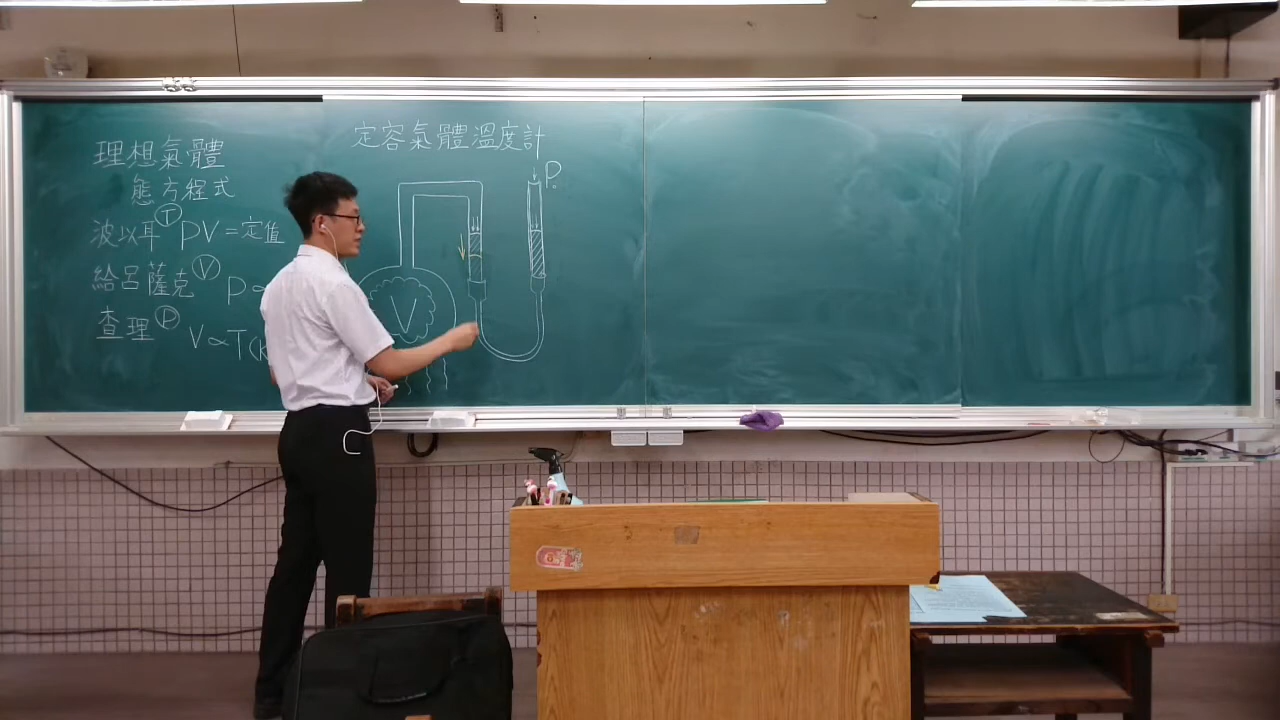 理想氣體
態方程式
波以耳 Ⓣ PV = 定值
給呂薩克 Ⓥ P ∝
查理 Ⓟ V ∝ T(K
定容氣體溫度計
P₀
V